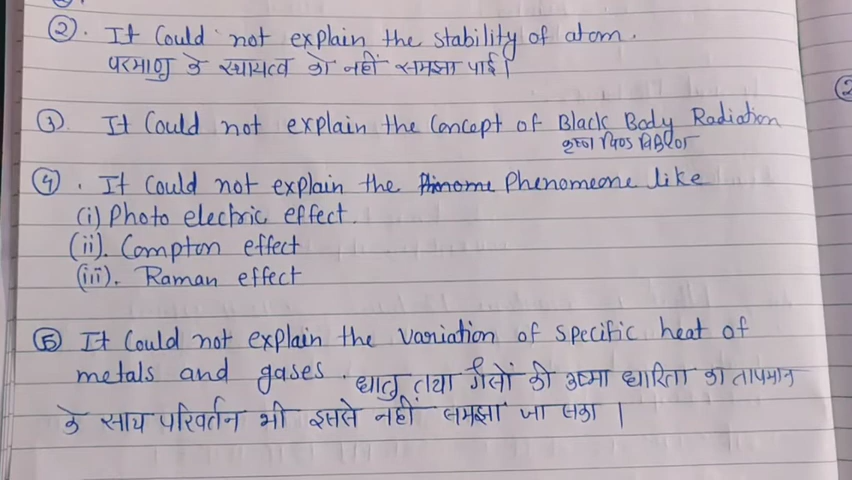 ②. It Could not explain the stability of atom.
परमाणु के स्थायत्व को नहीं समझा पाई।
③. It Could not explain the Concept of Black Body Radiation
कृष्ण पिण्ड विकिरण
④. It Could not explain the Phenomeone like
(i) Photo electric effect.
(ii). Compton effect
(iii). Raman effect
⑤ It Could not explain the variation of specific heat of
metals and gases. धातु तथा गैसों की उष्मा धारिता का तापमान
के साथ परिवर्तन भी इससे नहीं समझा जा सका।